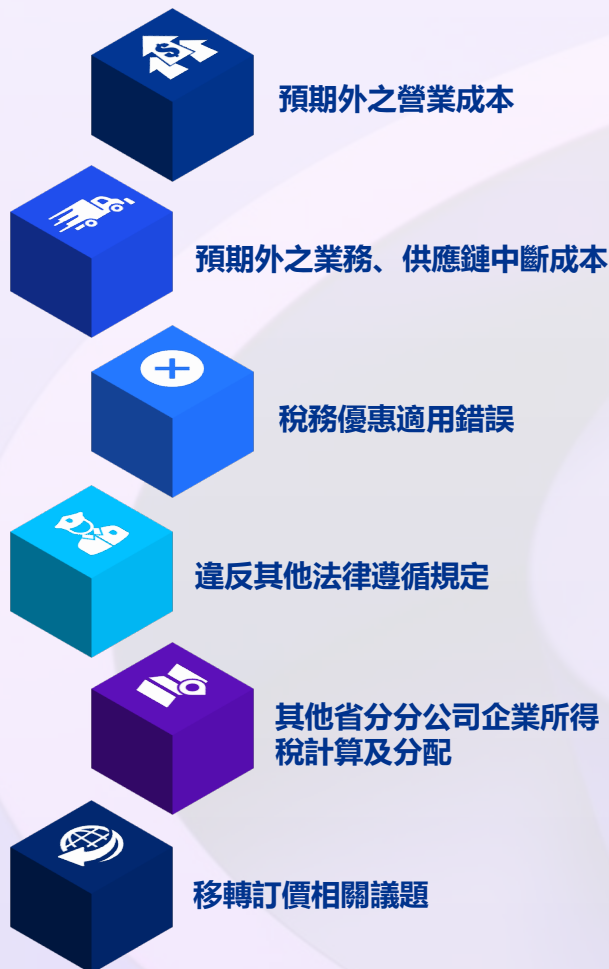 預期外之營業成本
預期外之業務、供應鏈中斷成本
稅務優惠適用錯誤
違反其他法律遵循規定
其他省分分公司企業所得
稅計算及分配
移轉訂價相關議題